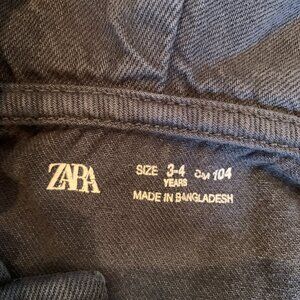 ZARA
SIZE 3-4 CM 104
YEARS
MADE IN BANGLADESH